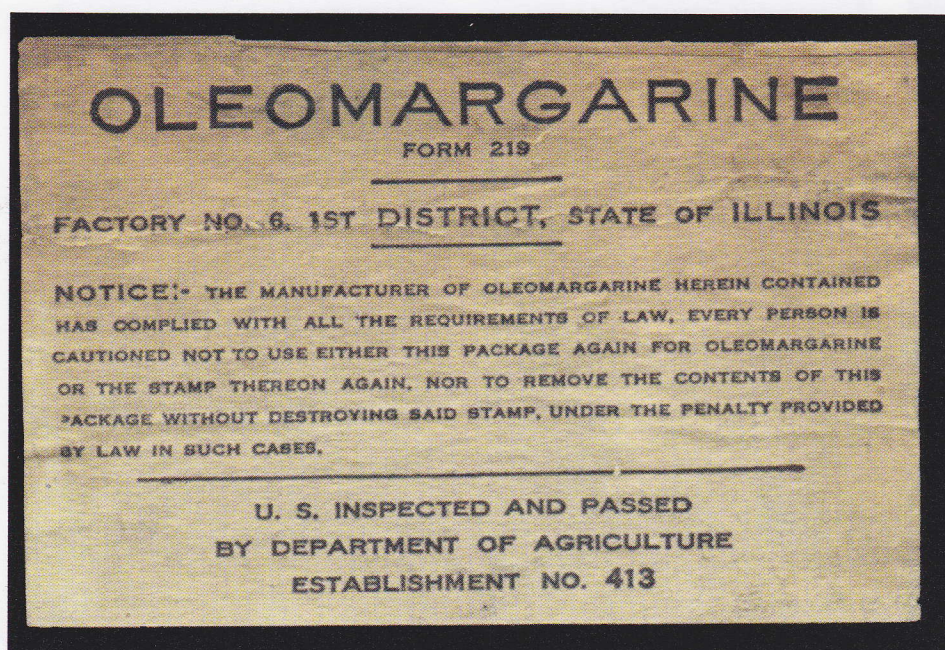 OLEOMARGARINE
FORM 219
FACTORY NO. 6, 1ST DISTRICT, STATE OF ILLINOIS
NOTICE:- THE MANUFACTURER OF OLEOMARGARINE HEREIN CONTAINED
HAS COMPLIED WITH ALL THE REQUIREMENTS OF LAW. EVERY PERSON IS
CAUTIONED NOT TO USE EITHER THIS PACKAGE AGAIN FOR OLEOMARGARINE
OR THE STAMP THEREON AGAIN, NOR TO REMOVE THE CONTENTS OF THIS
PACKAGE WITHOUT DESTROYING SAID STAMP, UNDER THE PENALTY PROVIDED
BY LAW IN SUCH CASES.
U. S. INSPECTED AND PASSED
BY DEPARTMENT OF AGRICULTURE
ESTABLISHMENT NO. 413